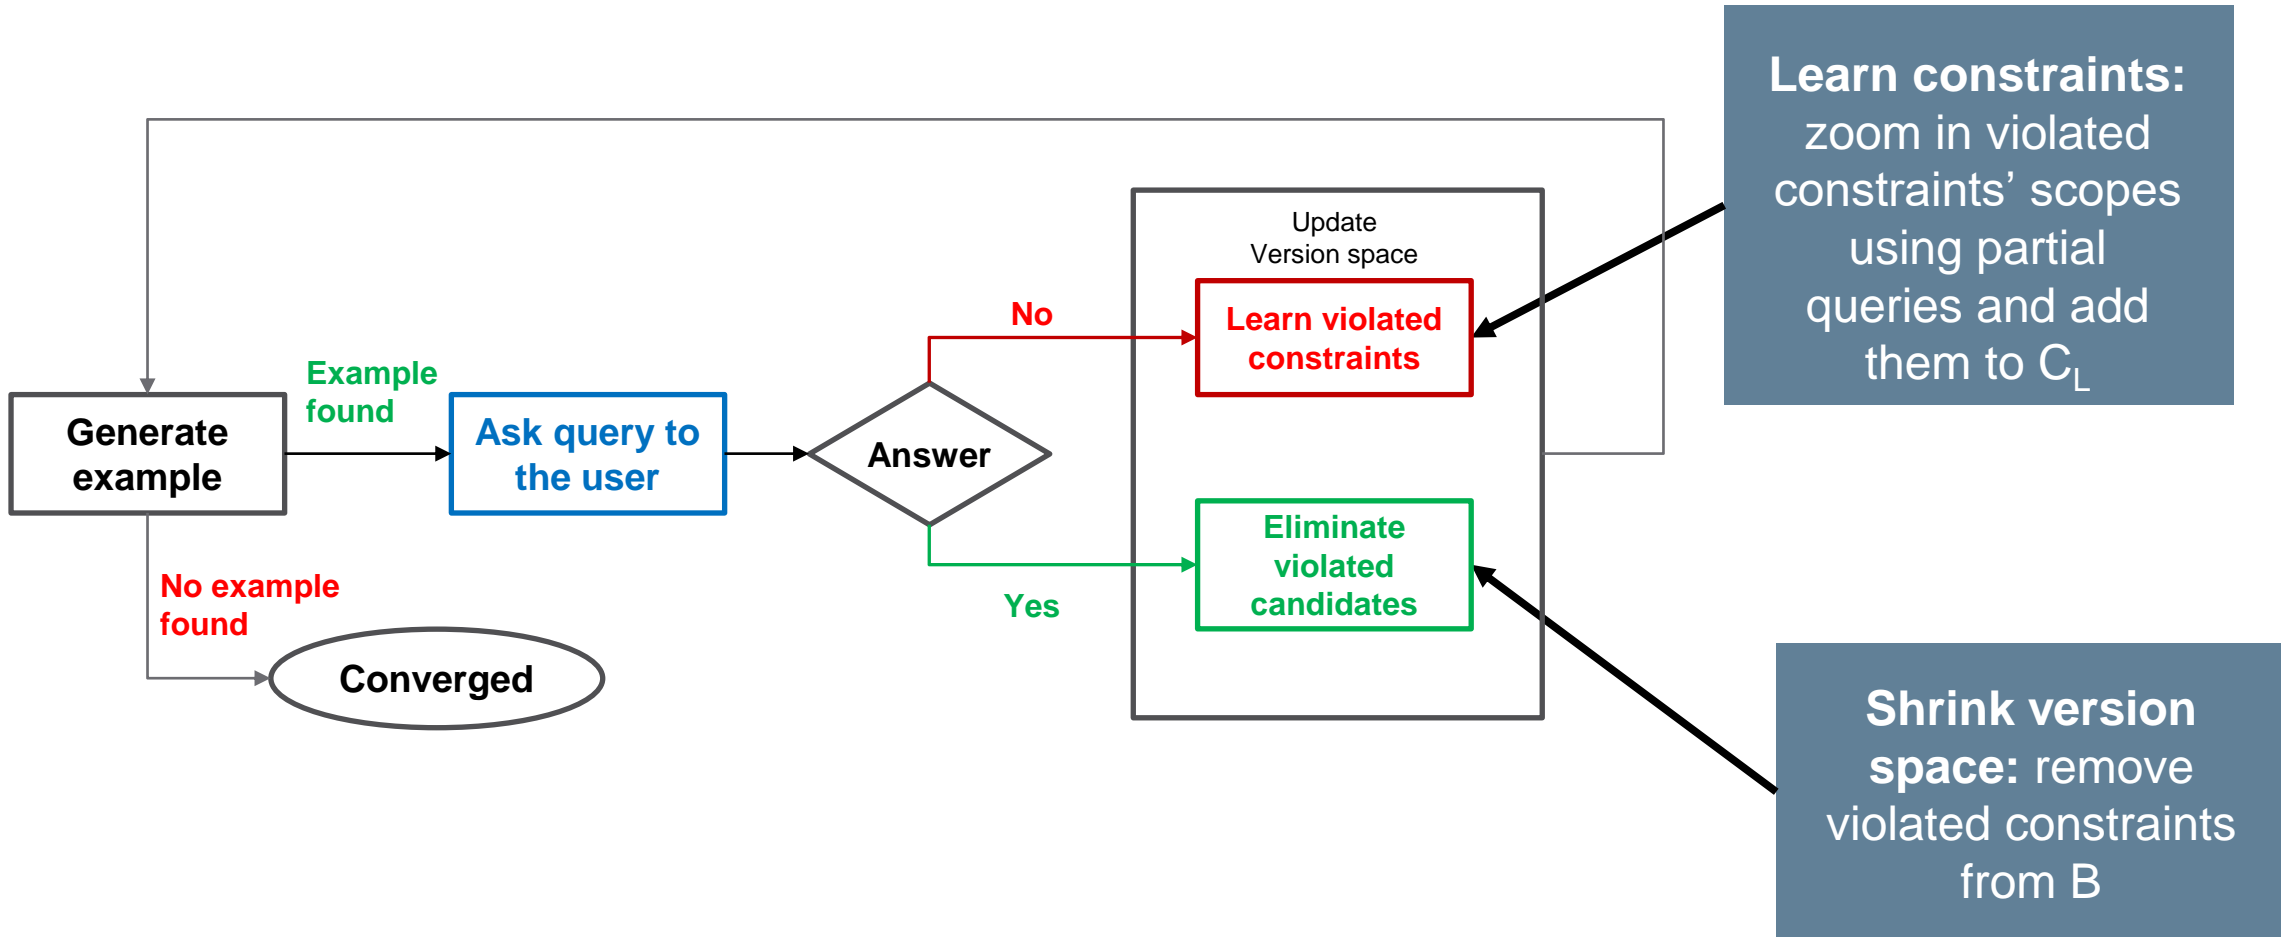 Learn constraints:
zoom in violated
constraints’ scopes
using partial
queries and add
them to C_L
Update
Version space
No
Learn violated
constraints
Example
found
Generate
example
Ask query to
the user
Answer
Eliminate
violated
candidates
Yes
No example
found
Converged
Shrink version
space: remove
violated constraints
from B